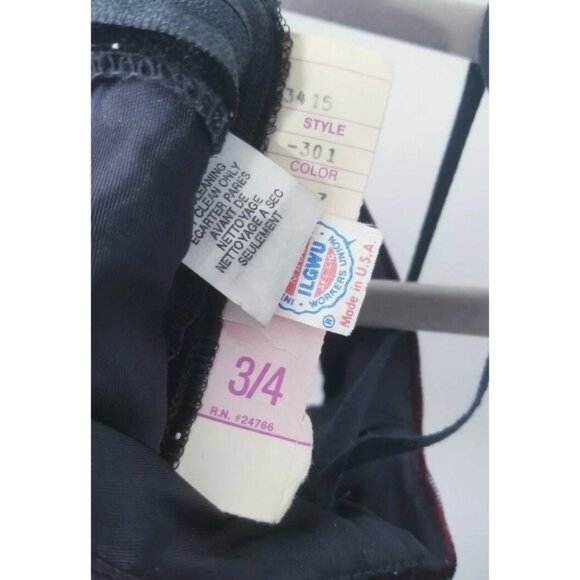 3415
STYLE
-301
COLOR
CLEANING
CLEAN ONLY
ECARTER PARES
AVANT DE
NETTOYAGE
NETTOYAGE A SEC
SEULEMENT
ILGWU
WORKERS UNION
®
Made in U.S.A.
3/4
R.N. #24766